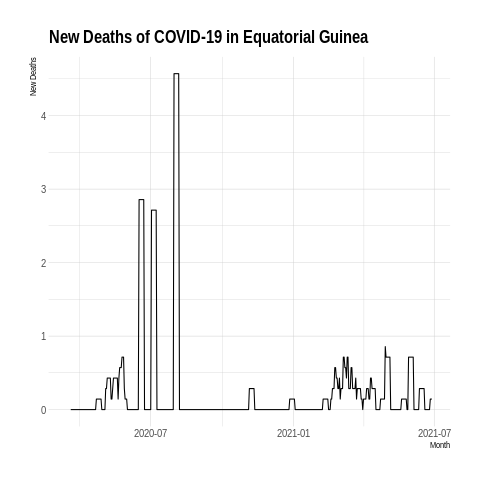 New Deaths of COVID-19 in Equatorial Guinea
New Deaths
4
3
2
1
0
2020-07
2021-01
2021-07
Month